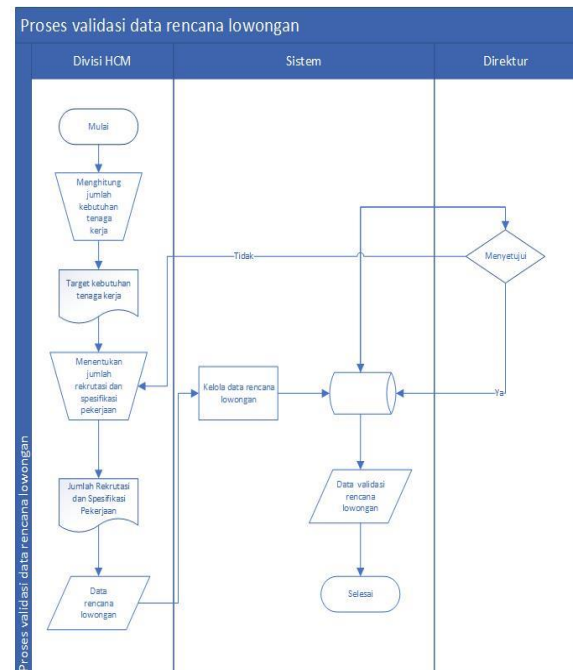 Proses validasi data rencana lowongan
Divisi HCM
Sistem
Direktur
Proses validasi data rencana lowongan
Mulai
Menghitung
jumlah
kebutuhan
tenaga
kerja
Target kebutuhan
tenaga kerja
Menentukan
jumlah
rekrutasi dan
spesifikasi
pekerjaan
Jumlah Rekrutasi
dan Spesifikasi
Pekerjaan
Data
rencana
lowongan
Kelola data rencana
lowongan
Data validasi
rencana
lowongan
Selesai
Menyetujui
Tidak
Ya